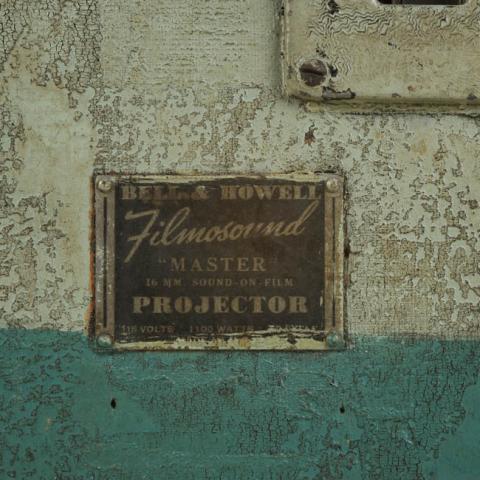 BELL & HOWELL
Filmosound
"MASTER"
16 MM. SOUND-ON-FILM
PROJECTOR
115 VOLTS 1100 WATTS